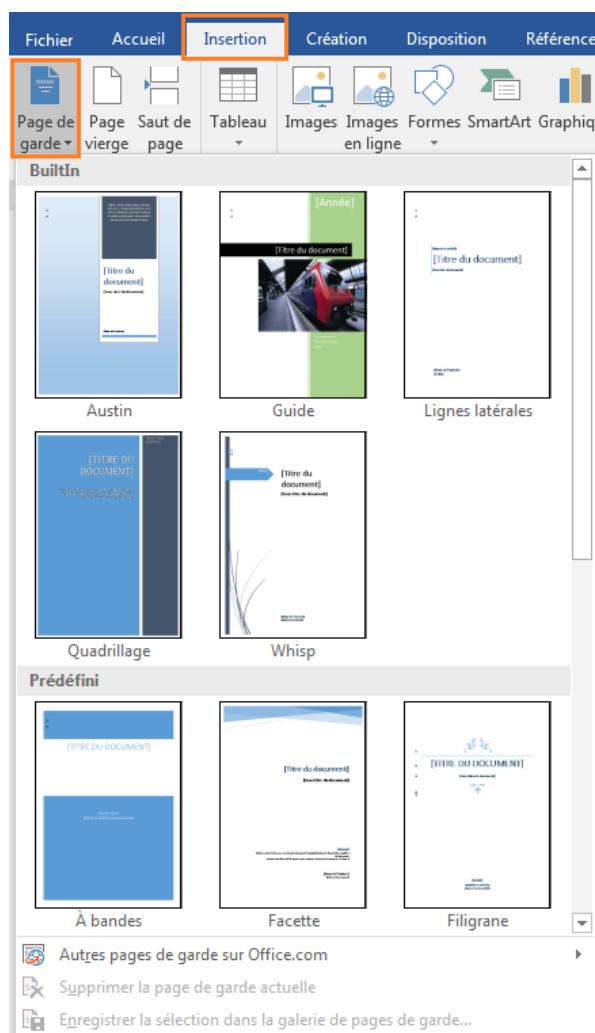 Fichier Accueil Insertion Création Disposition Référence
Page de garde Page vierge Saut de page Tableau Images Images en ligne Formes SmartArt Graphiq
BuiltIn
[Titre du
document]
Austin
[Année]
[Titre du document]
Guide
[Titre du document]
Lignes latérales
[TITRE DU
DOCUMENT]
Quadrillage
[Titre du
document]
Whisp
Prédéfini
[TITRE DU DOCUMENT]
À bandes
[Titre du document]
Facette
[TITRE DU DOCUMENT]
Filigrane
Autres pages de garde sur Office.com
Supprimer la page de garde actuelle
Enregistrer la sélection dans la galerie de pages de garde...